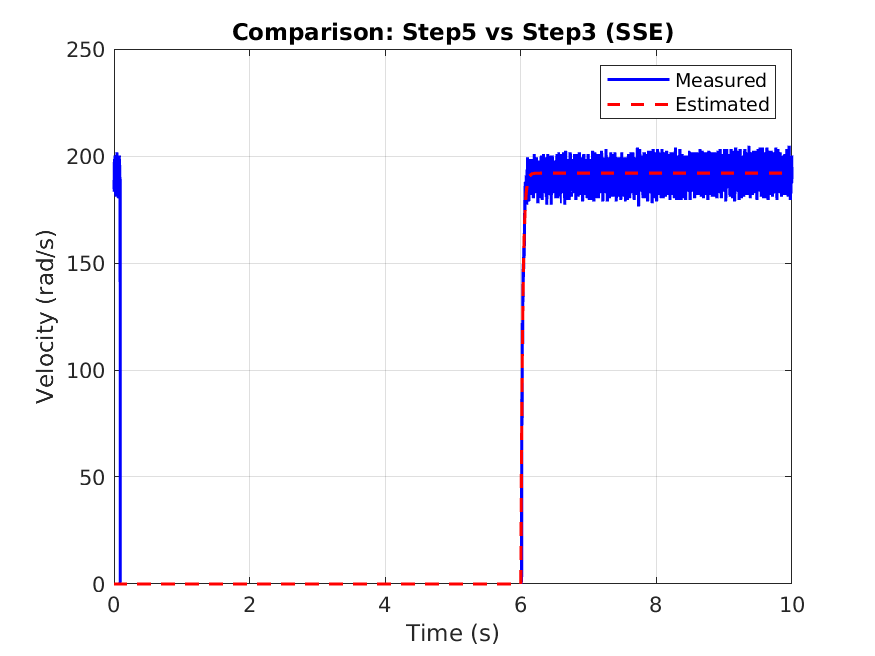 Comparison: Step5 vs Step3 (SSE)
Measured
Estimated
250
200
150
100
50
0
Velocity (rad/s)
0 2 4 6 8 10
Time (s)